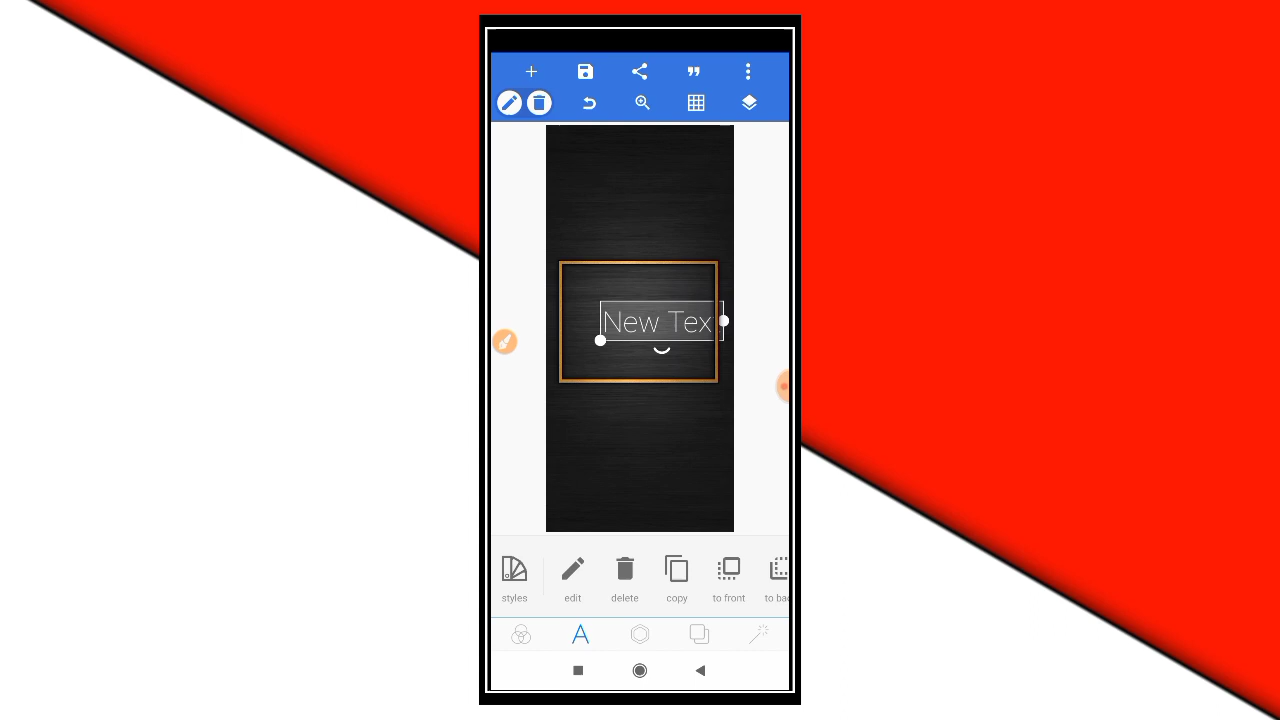 New Tex
styles
edit
delete
copy
to front
to bac